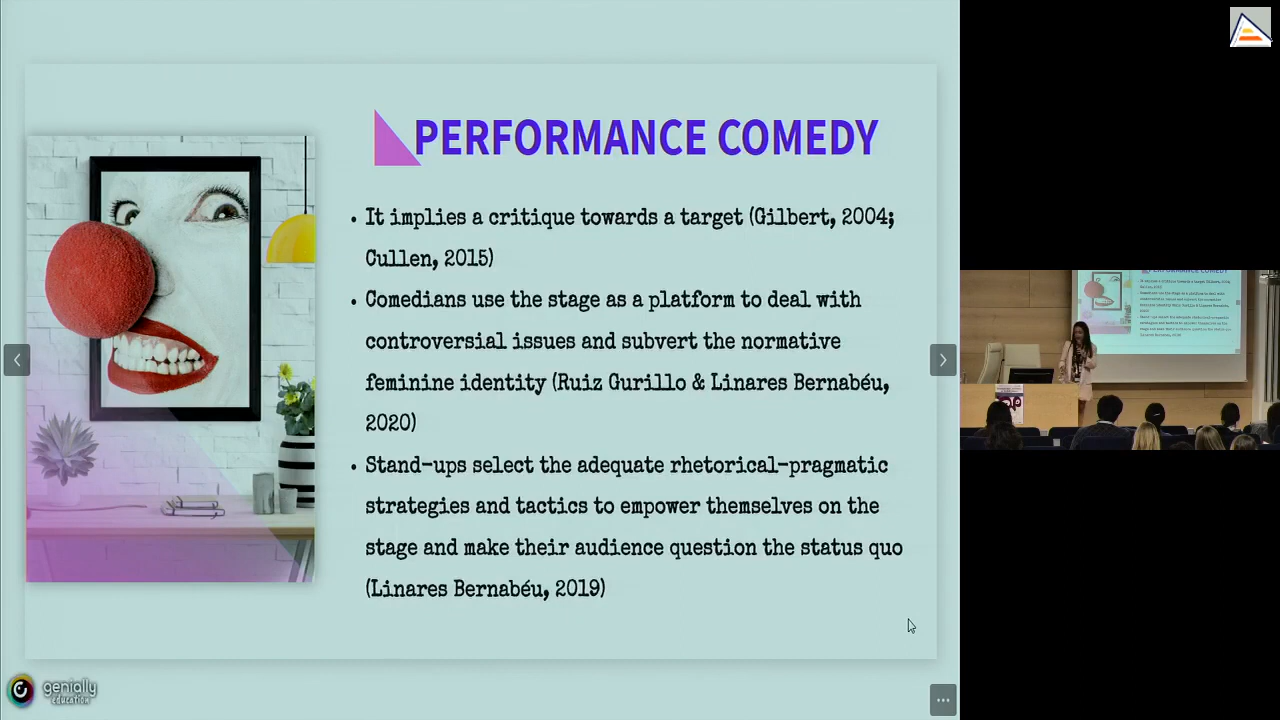 PERFORMANCE COMEDY
• It implies a critique towards a target (Gilbert, 2004;
Cullen, 2015)
• Comedians use the stage as a platform to deal with
controversial issues and subvert the normative
feminine identity (Ruiz Gurillo & Linares Bernabéu,
2020)
• Stand-ups select the adequate rhetorical-pragmatic
strategies and tactics to empower themselves on the
stage and make their audience question the status quo
(Linares Bernabéu, 2019)
genially
education